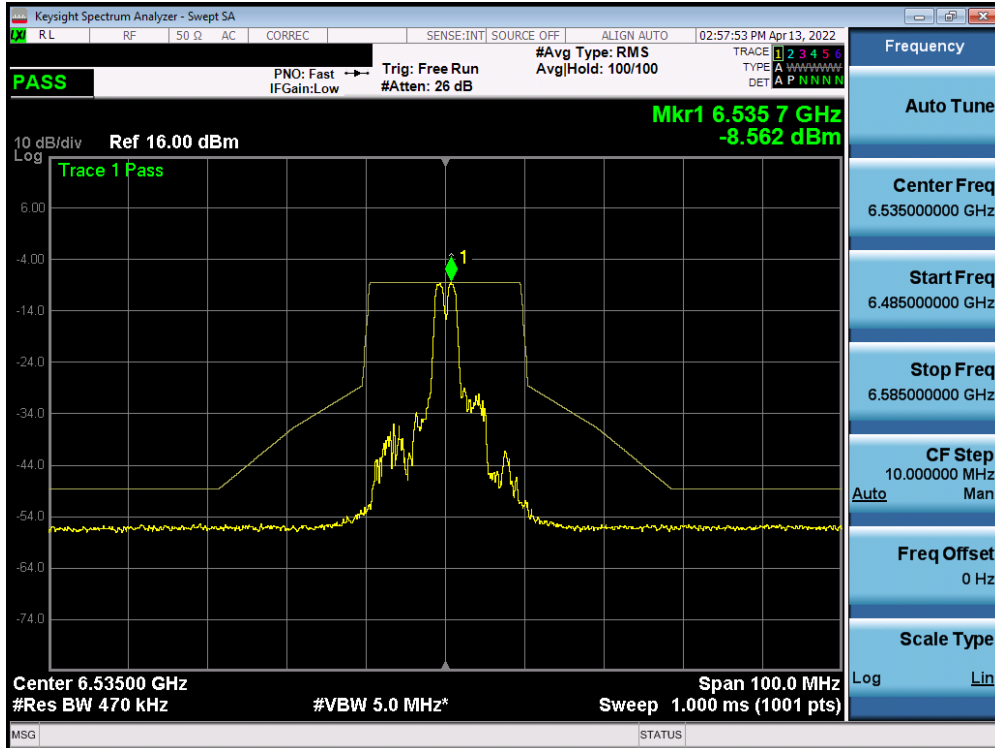 Keysight Spectrum Analyzer - Swept SA
LXI RL RF 50 Ω AC CORREC SENSE:INT SOURCE OFF ALIGN AUTO 02:57:53 PM Apr 13, 2022
PASS
PNO: Fast
IFGain:Low
Trig: Free Run
#Atten: 26 dB
#Avg Type: RMS
Avg|Hold: 100/100
TRACE 1 2 3 4 5 6
TYPE A WWWWW
DET A P N N N N
Mkr1 6.535 7 GHz
-8.562 dBm
10 dB/div Ref 16.00 dBm
Log
Trace 1 Pass
1
6.00
-4.00
-14.0
-24.0
-34.0
-44.0
-54.0
-64.0
-74.0
Center 6.53500 GHz Span 100.0 MHz
#Res BW 470 kHz #VBW 5.0 MHz* Sweep 1.000 ms (1001 pts)
MSG STATUS
Frequency
Auto Tune
Center Freq
6.535000000 GHz
Start Freq
6.485000000 GHz
Stop Freq
6.585000000 GHz
CF Step
10.000000 MHz
Auto Man
Freq Offset
0 Hz
Scale Type
Log Lin